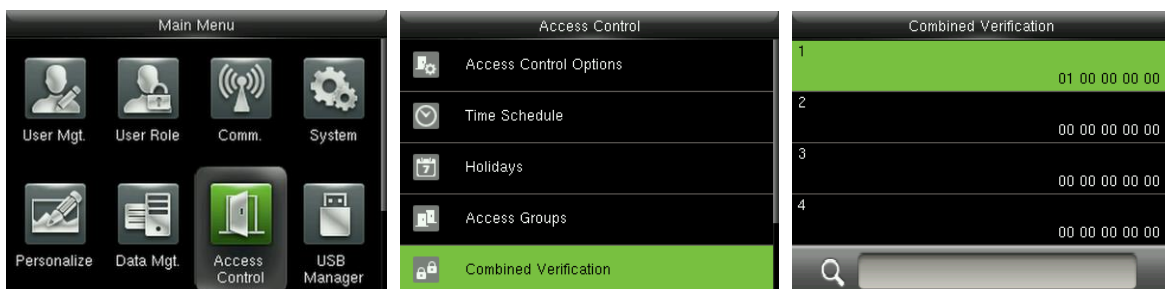 Main Menu
User Mgt.
User Role
Comm.
System
Personalize
Data Mgt.
Access
Control
USB
Manager
Access Control
Access Control Options
Time Schedule
7
Holidays
Access Groups
Combined Verification
Combined Verification
1
01 00 00 00 00
2
00 00 00 00 00
3
00 00 00 00 00
4
00 00 00 00 00